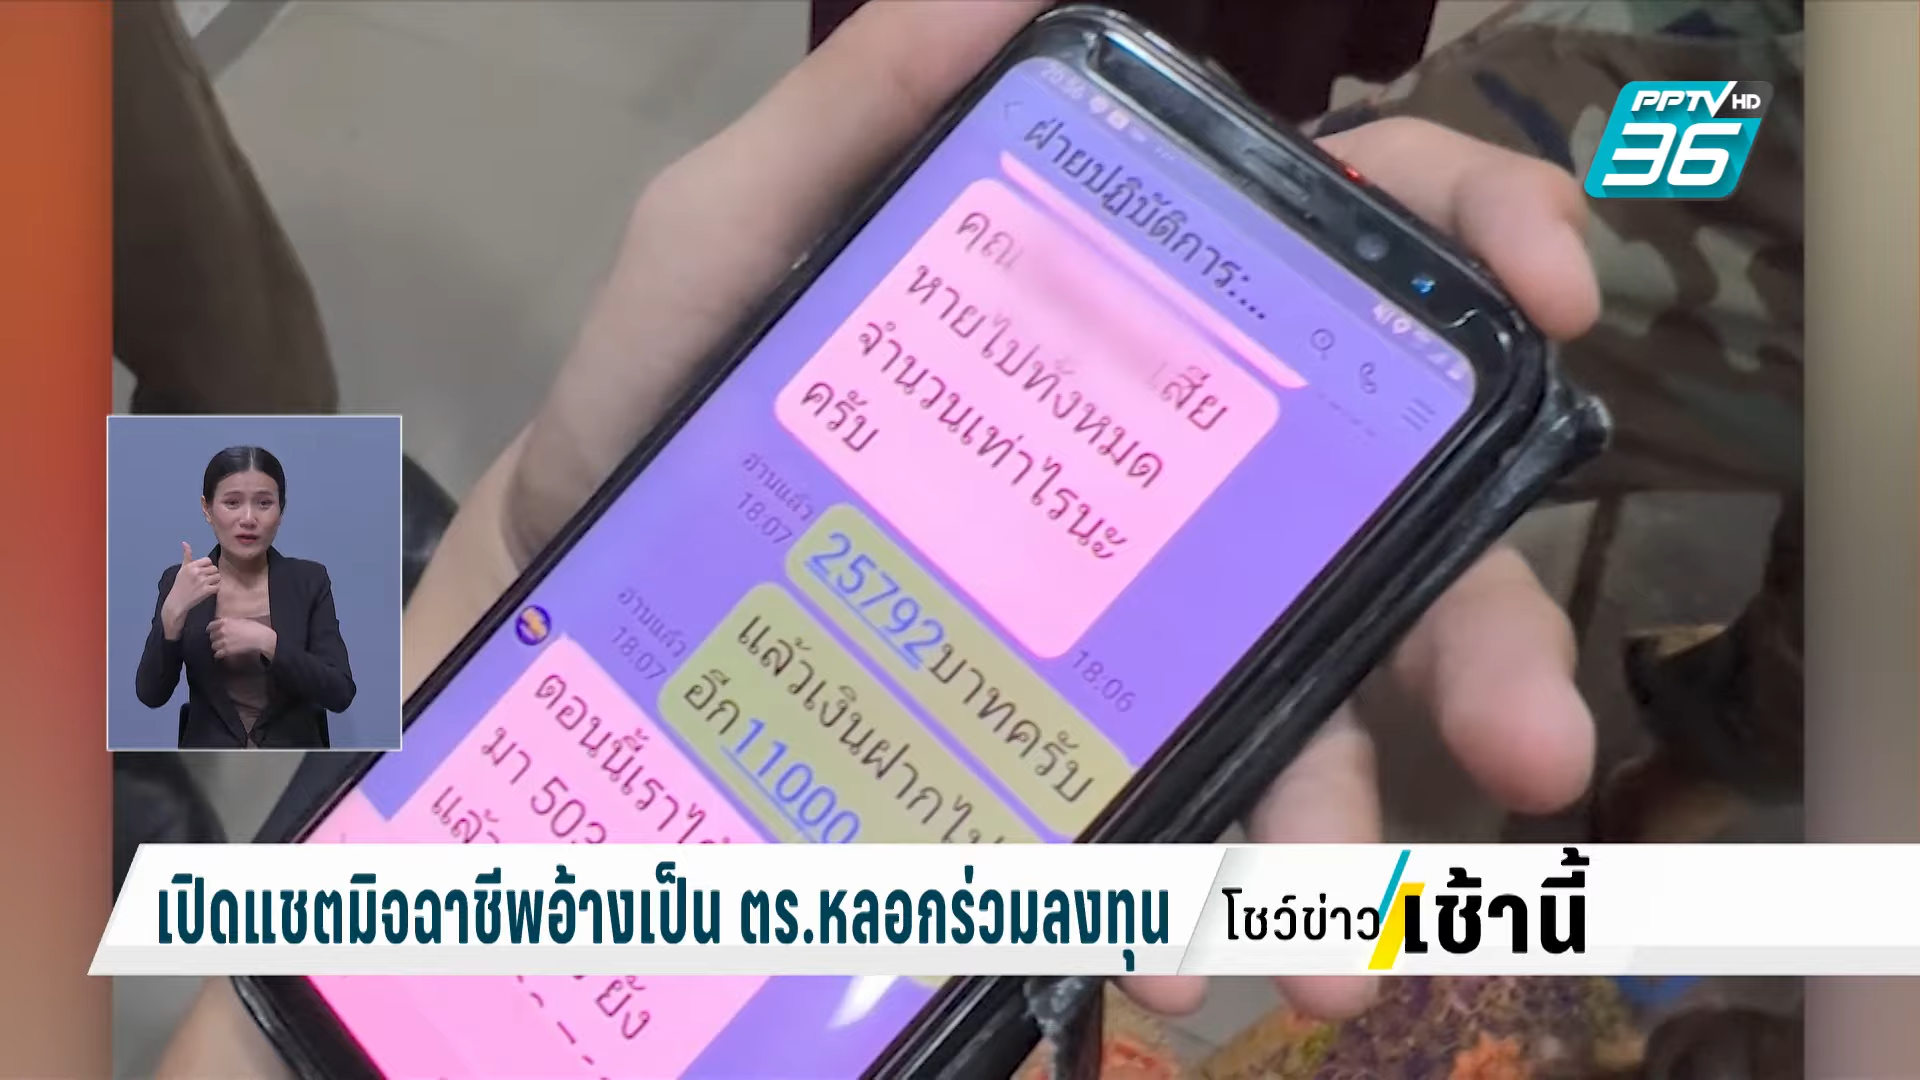 PPTV HD
36
20:56
ฝ่ายปฏิบัติการ:...
คุณ เสีย
หายไปทั้งหมด
จำนวนเท่าไรนะ
ครับ
18.06
อ่านแล้ว
18.07
25792บาทครับ
อ่านแล้ว
18.07
แล้วเงินฝากไป
อีก11000
ตอนนี้เราได้
มา 503
แล้ว
ยัง
เปิดแชตมิจฉาชีพอ้างเป็น ตร.หลอกร่วมลงทุน
โชว์ข่าว เช้านี้